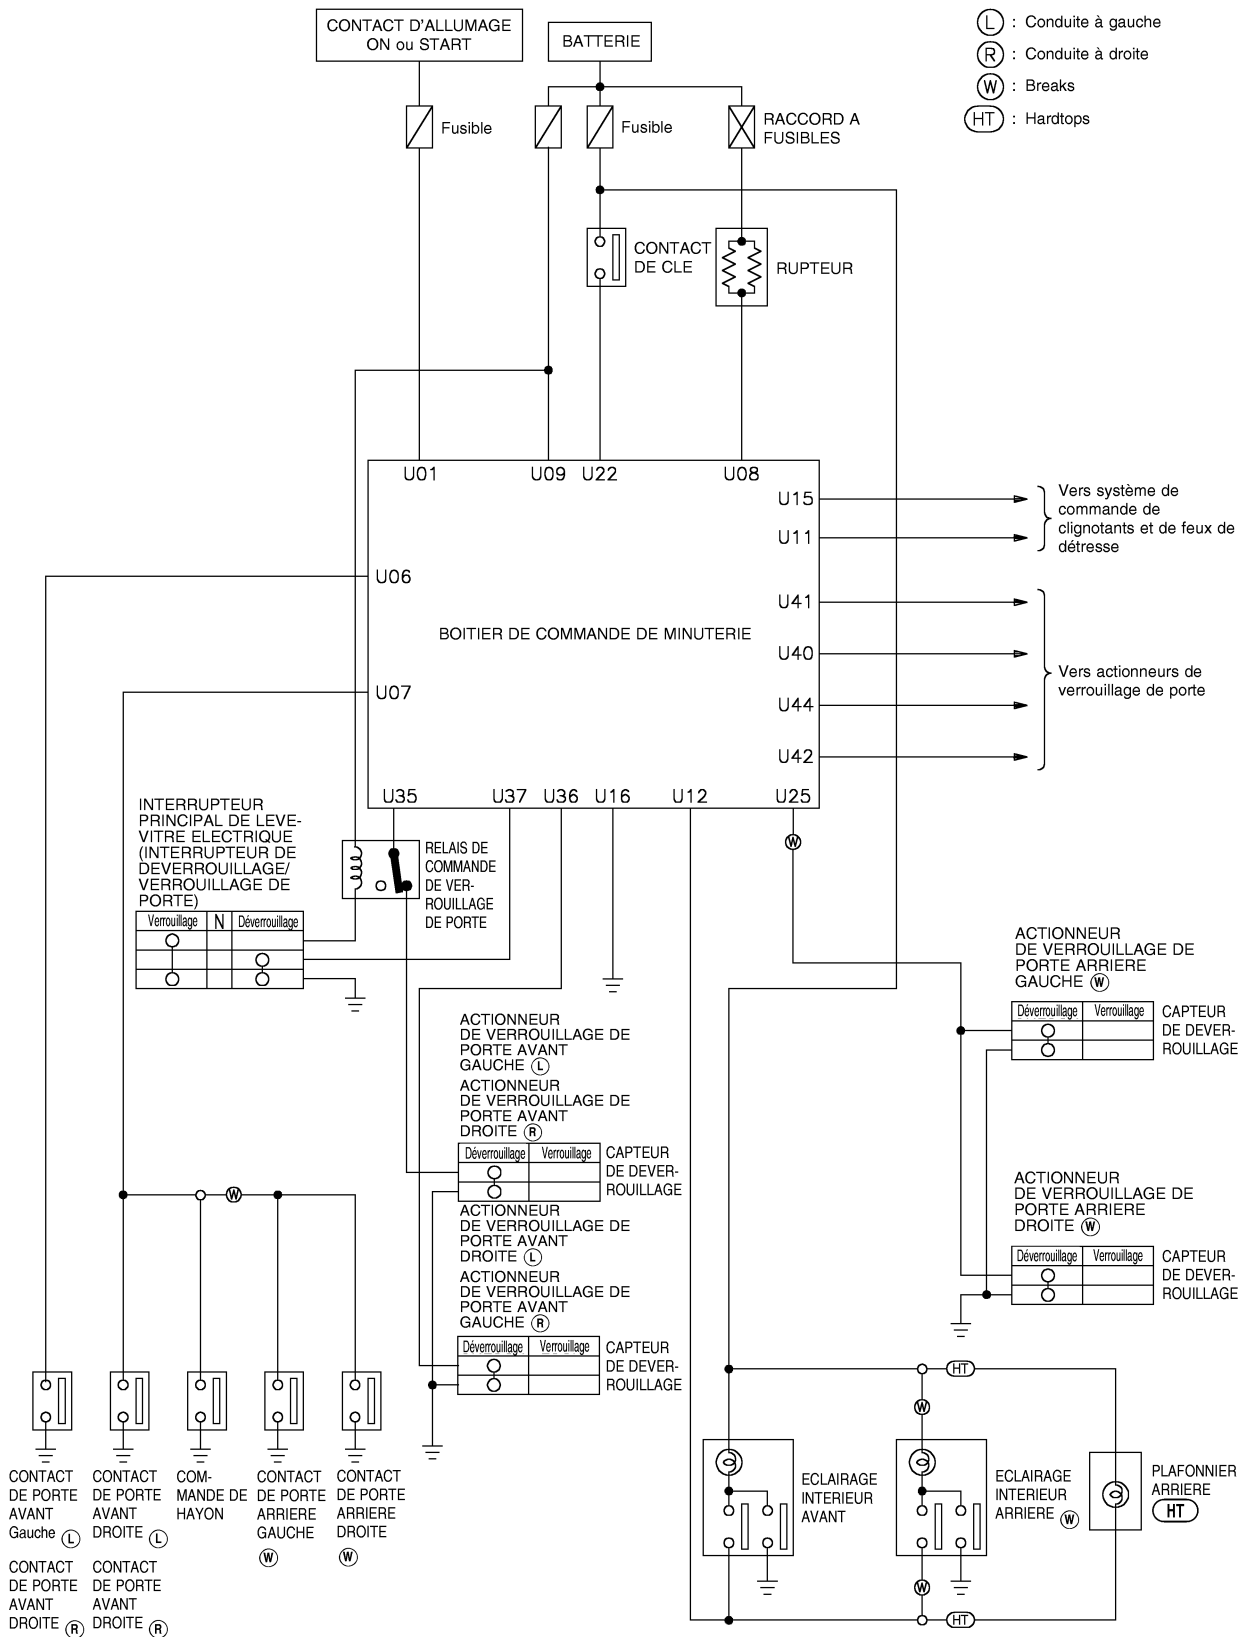 CONTACT D'ALLUMAGE
ON ou START
BATTERIE
L : Conduite à gauche
R : Conduite à droite
W : Breaks
HT : Hardtops
Fusible
Fusible
RACCORD A
FUSIBLES
CONTACT
DE CLE
RUPTEUR
U01
U09
U22
U08
U15
U11
Vers système de
commande de
clignotants et de feux de
détresse
U06
U41
BOITIER DE COMMANDE DE MINUTERIE
U40
U07
U44
Vers actionneurs de
verrouillage de porte
U42
U35
U37
U36
U16
U12
U25
W
INTERRUPTEUR
PRINCIPAL DE LEVE-
VITRE ELECTRIQUE
(INTERRUPTEUR DE
DEVERROUILLAGE/
VERROUILLAGE DE
PORTE)
Verrouillage N Déverrouillage
RELAIS DE
COMMANDE
DE VER-
ROUILLAGE
DE PORTE
ACTIONNEUR
DE VERROUILLAGE DE
PORTE ARRIERE
GAUCHE W
Déverrouillage Verrouillage
CAPTEUR
DE DEVER-
ROUILLAGE
ACTIONNEUR
DE VERROUILLAGE DE
PORTE AVANT
GAUCHE L
ACTIONNEUR
DE VERROUILLAGE DE
PORTE AVANT
DROITE R
Déverrouillage Verrouillage
CAPTEUR
DE DEVER-
ROUILLAGE
ACTIONNEUR
DE VERROUILLAGE DE
PORTE AVANT
DROITE L
ACTIONNEUR
DE VERROUILLAGE DE
PORTE AVANT
GAUCHE R
Déverrouillage Verrouillage
CAPTEUR
DE DEVER-
ROUILLAGE
ACTIONNEUR
DE VERROUILLAGE DE
PORTE ARRIERE
DROITE W
Déverrouillage Verrouillage
CAPTEUR
DE DEVER-
ROUILLAGE
W
CONTACT
DE PORTE
AVANT
Gauche L
CONTACT
DE PORTE
AVANT
DROITE R
CONTACT
DE PORTE
AVANT
DROITE L
CONTACT
DE PORTE
AVANT
DROITE R
COM-
MANDE DE
HAYON
CONTACT
DE PORTE
ARRIERE
GAUCHE
W
CONTACT
DE PORTE
ARRIERE
DROITE
W
HT
W
ECLAIRAGE
INTERIEUR
AVANT
ECLAIRAGE
INTERIEUR
ARRIERE W
PLAFONNIER
ARRIERE
HT
W
HT